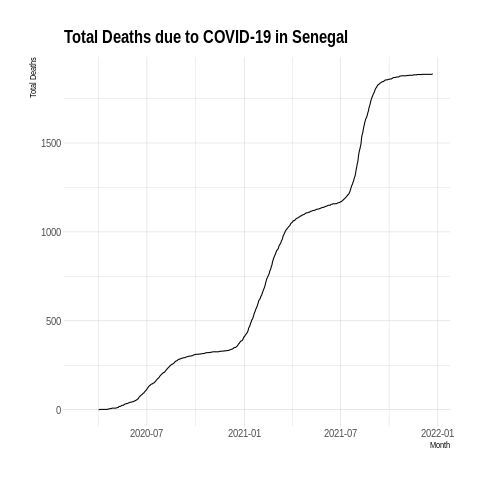 Total Deaths due to COVID-19 in Senegal
Total Deaths
1500
1000
500
0
2020-07 2021-01 2021-07 2022-01
Month